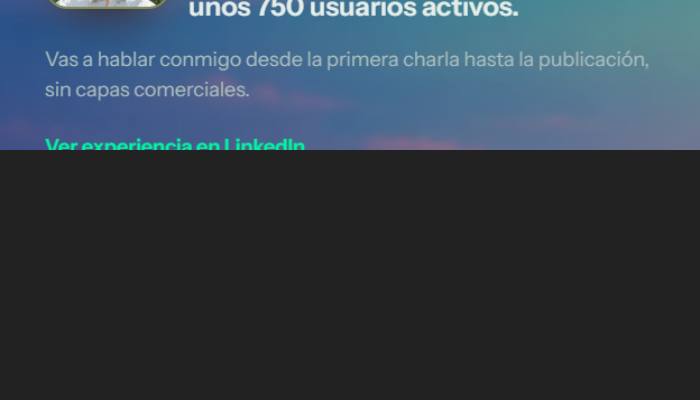 unos 750 usuarios activos.
Vas a hablar conmigo desde la primera charla hasta la publicación,
sin capas comerciales.
Ver experiencia en LinkedIn